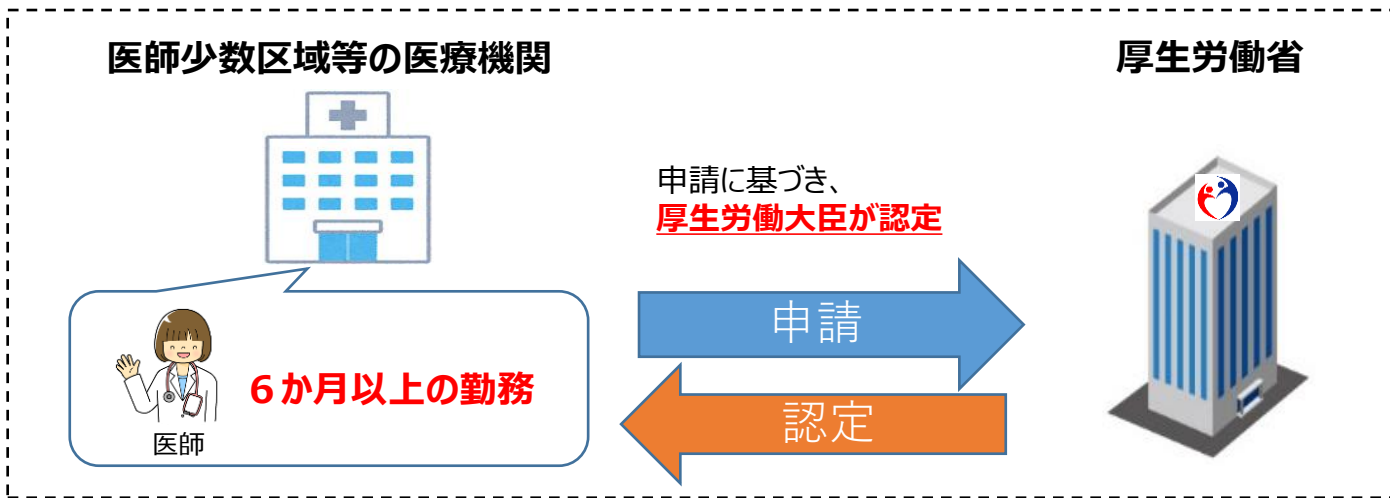 医師少数区域等の医療機関
厚生労働省
申請に基づき、
厚生労働大臣が認定
申請
認定
６か月以上の勤務
医師